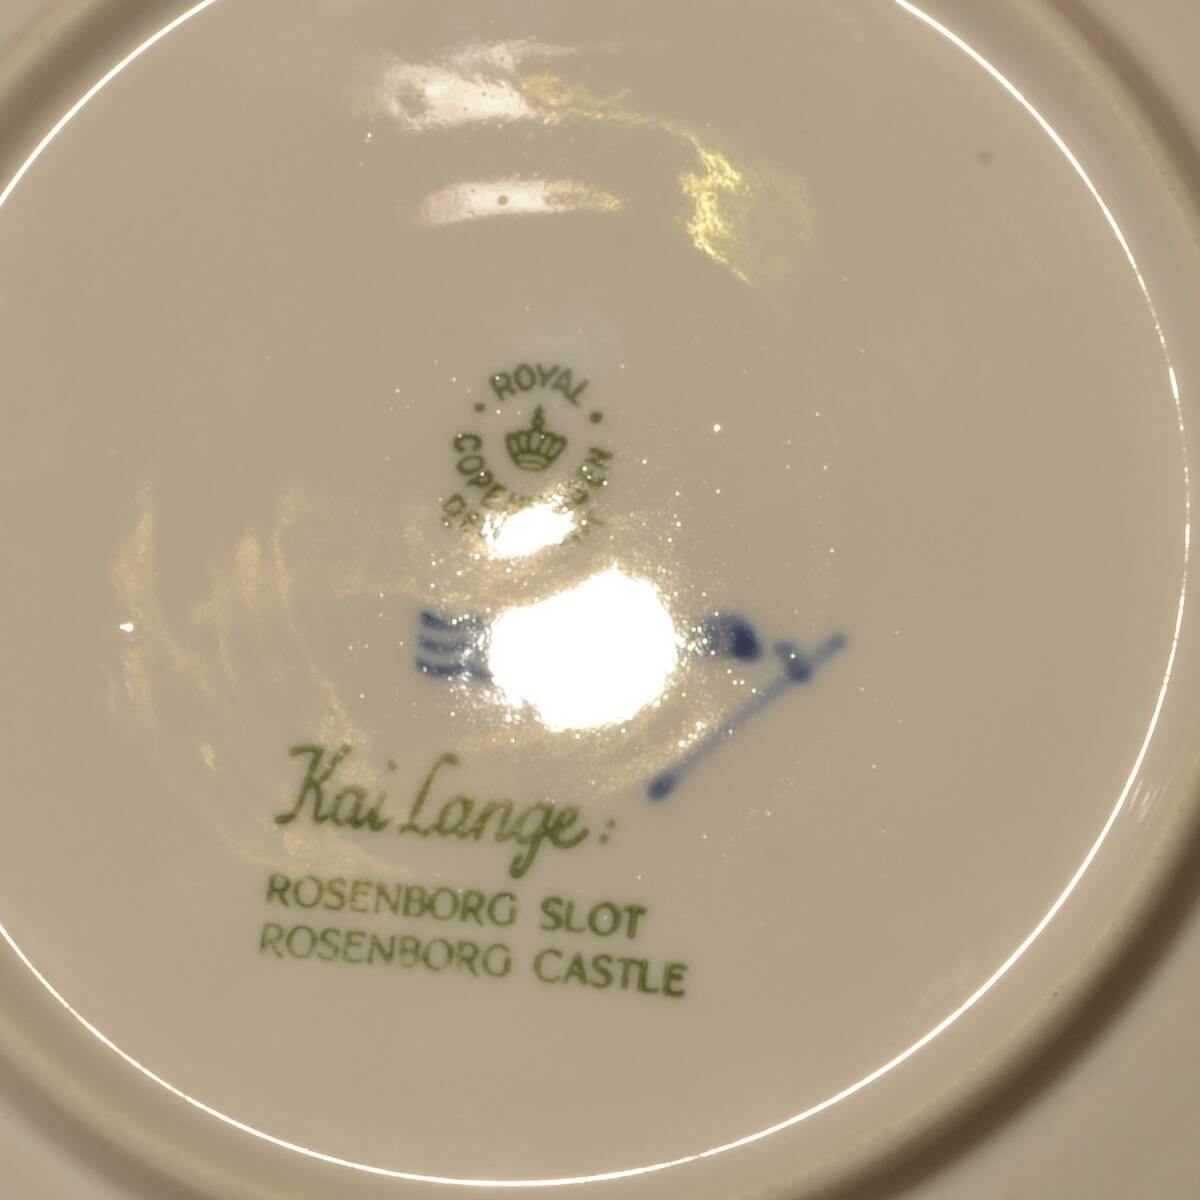 ROYAL
Kai Lange:
ROSENBORG SLOT
ROSENBORG CASTLE